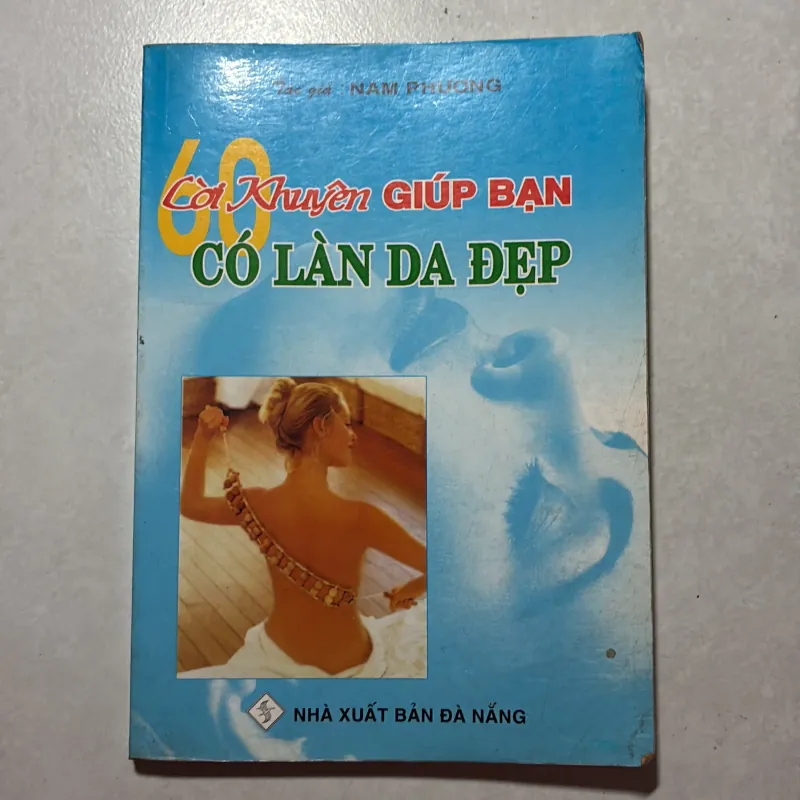 Tác giả : NAM PHƯƠNG
60
Lời Khuyên GIÚP BẠN
CÓ LÀN DA ĐẸP
NHÀ XUẤT BẢN ĐÀ NẴNG